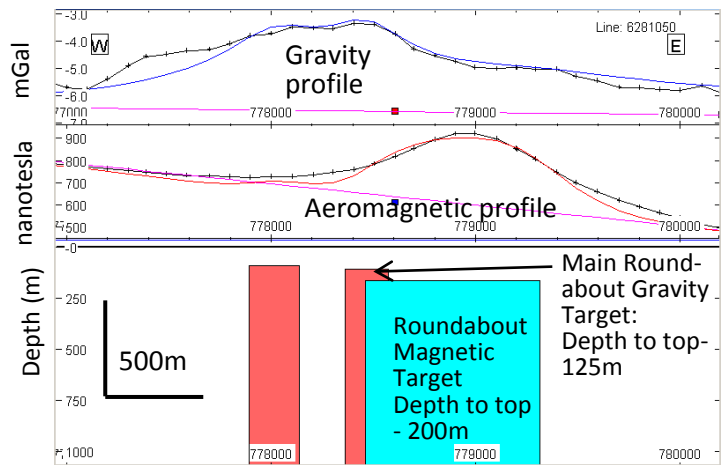 -3.0
Line: 6281050
W
E
mGal
-4.0
Gravity
profile
-5.0
-6.0
77000
778000
779000
780000
-7.0
nanotesla
900
800
700
600
500
778000
779000
780000
Aeromagnetic profile
Depth (m)
-0
250
500
750
1000
500m
Main Round-
about Gravity
Target:
Depth to top-
125m
Roundabout
Magnetic
Target
Depth to top
- 200m
778000
779000
780000